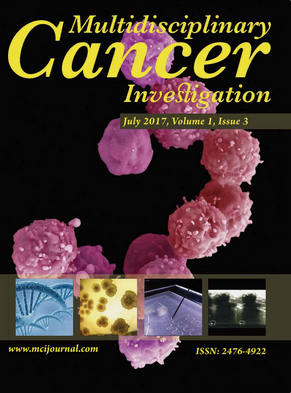 Multidisciplinary
Cancer
Investigation
July 2017, Volume 1, Issue 3
www.mcijournal.com
ISSN: 2476-4922